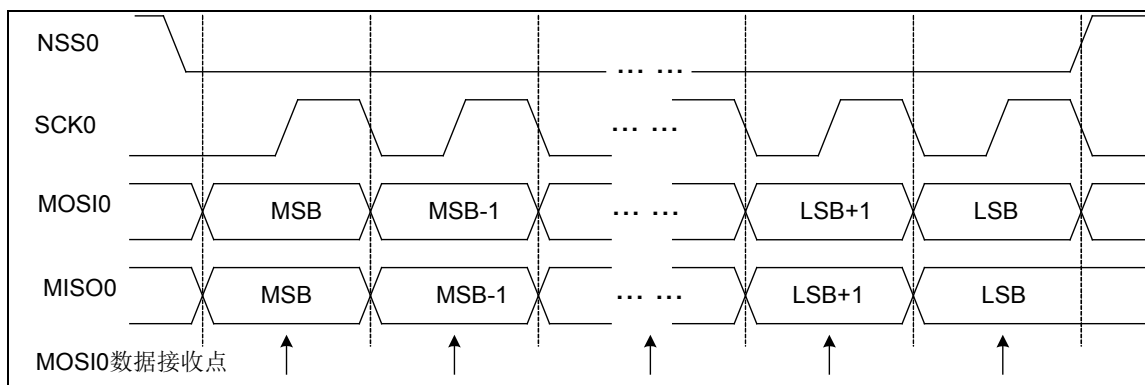 NSS0
... ...
SCK0
... ...
MOSI0 MSB MSB-1 ... ... LSB+1 LSB
MISO0 MSB MSB-1 ... ... LSB+1 LSB
MOSI0数据接收点